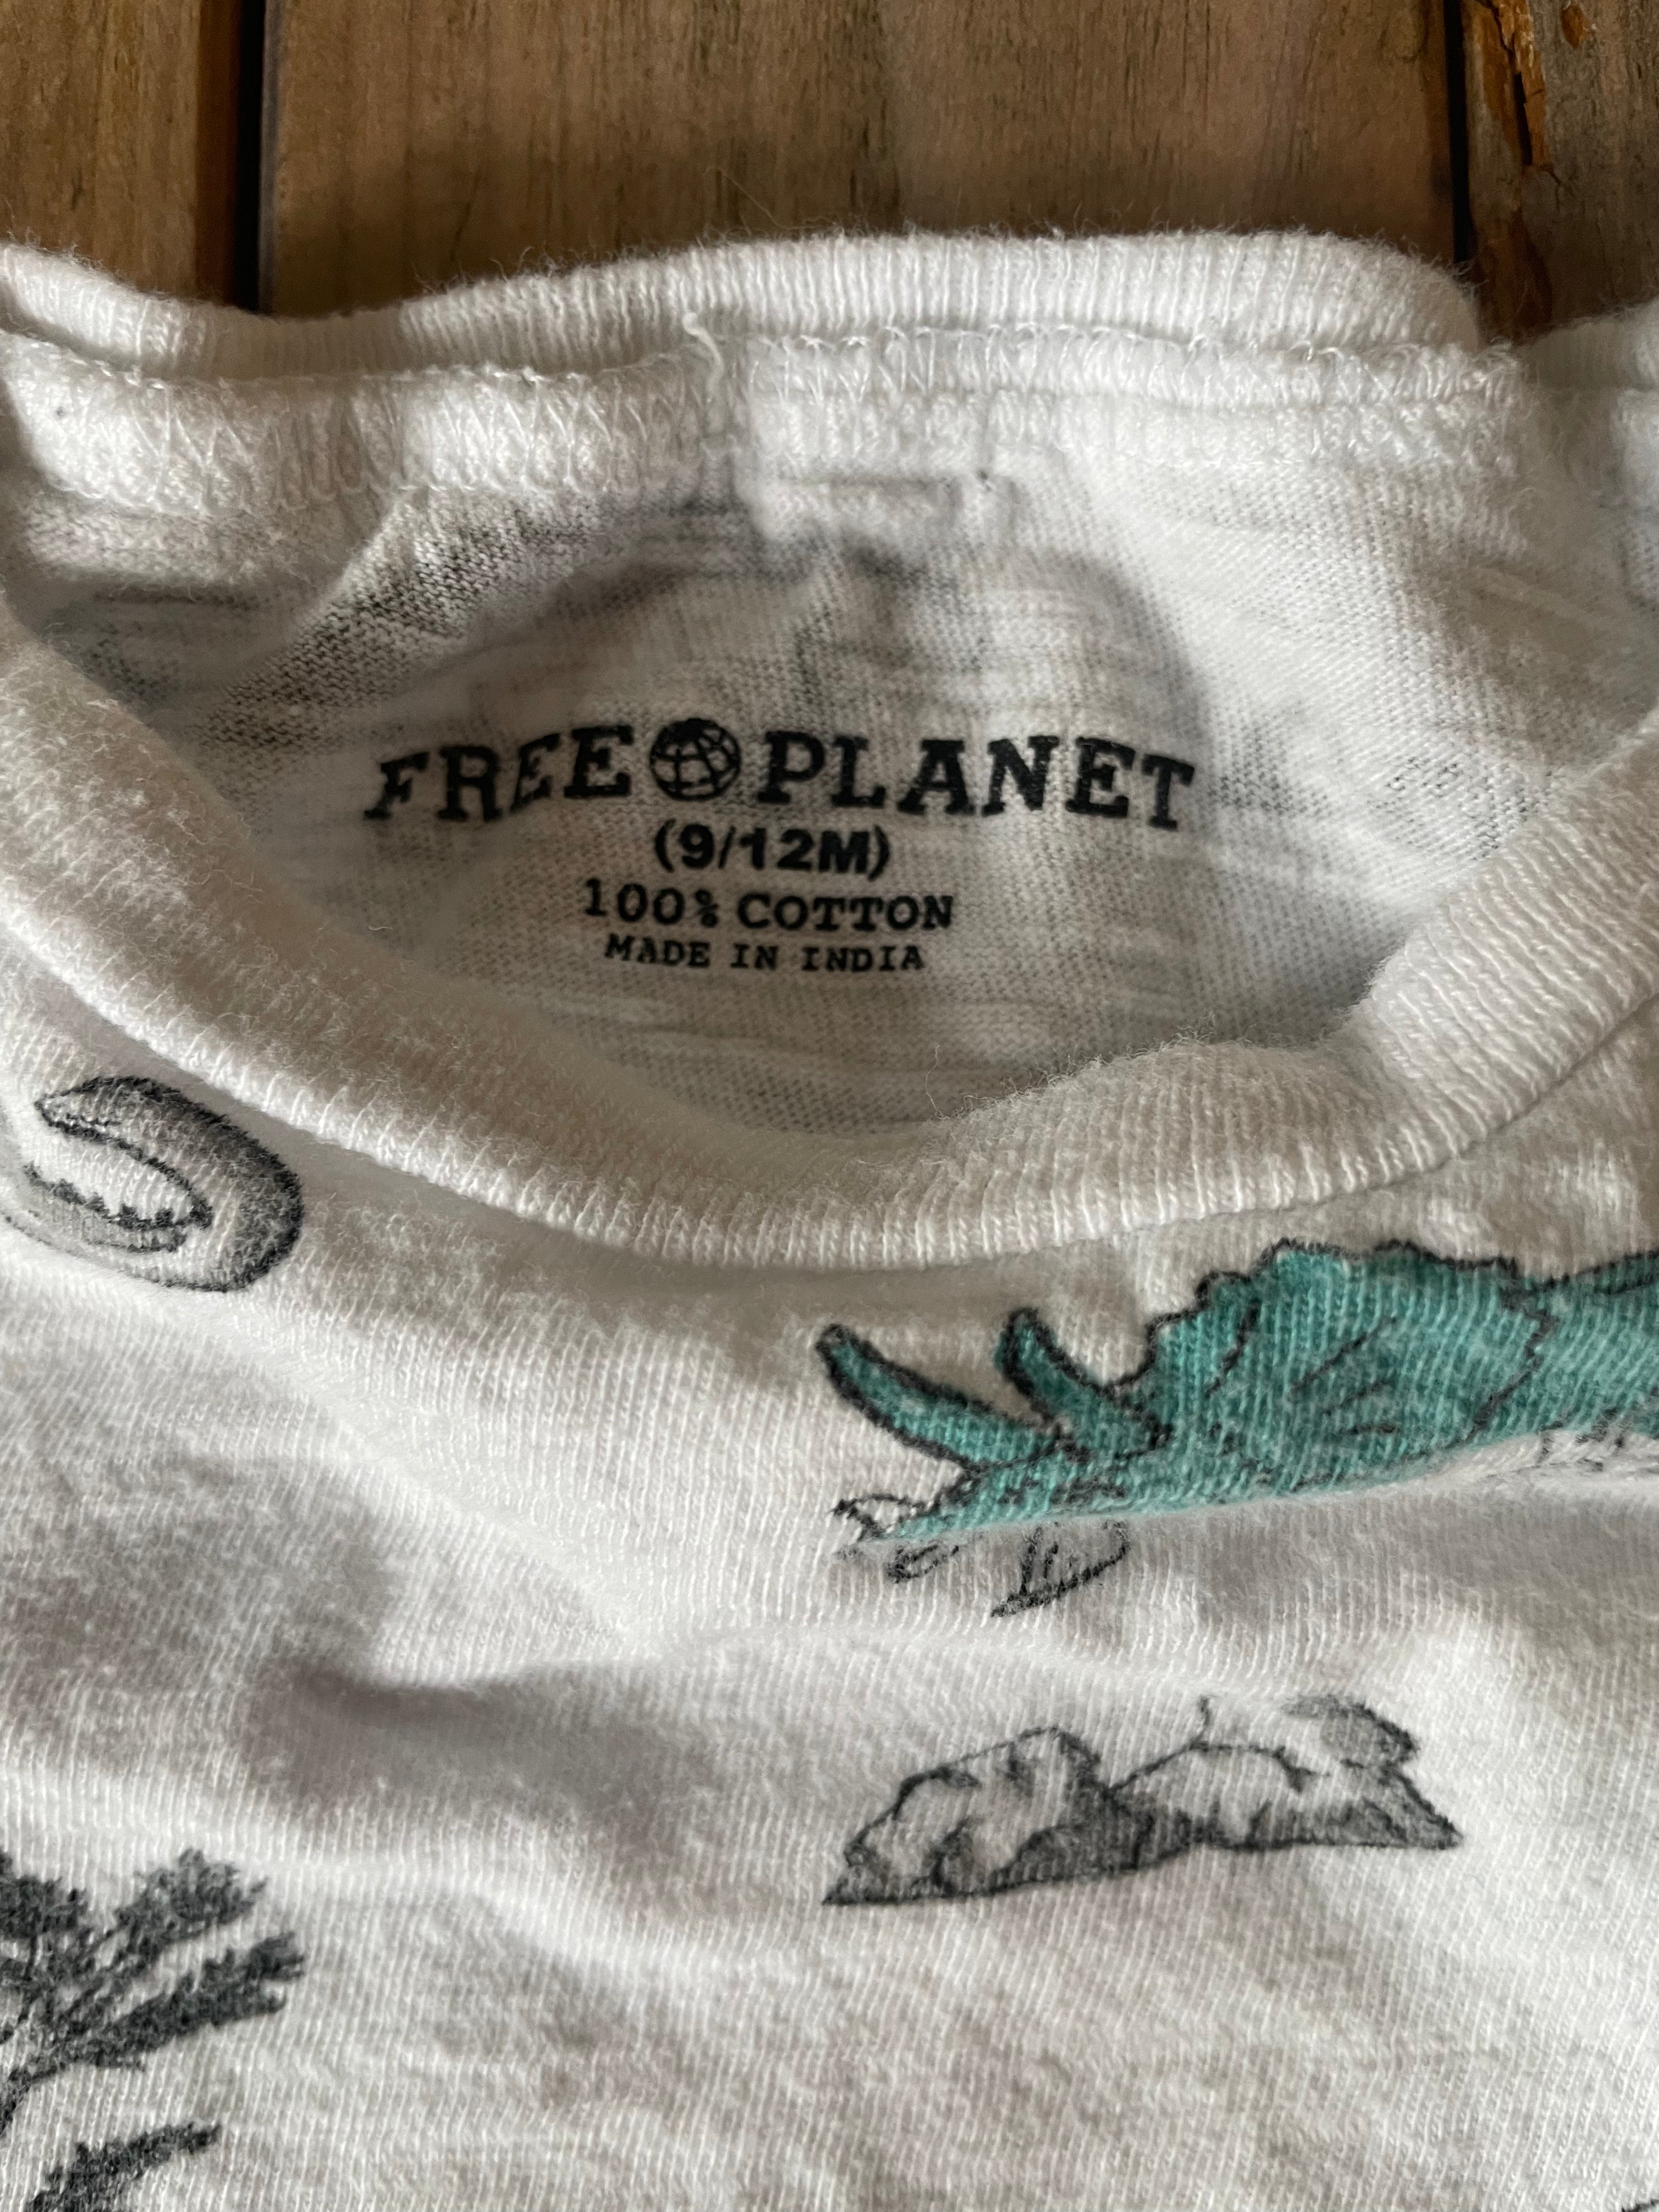 FREE PLANET
(9/12M)
100% COTTON
MADE IN INDIA